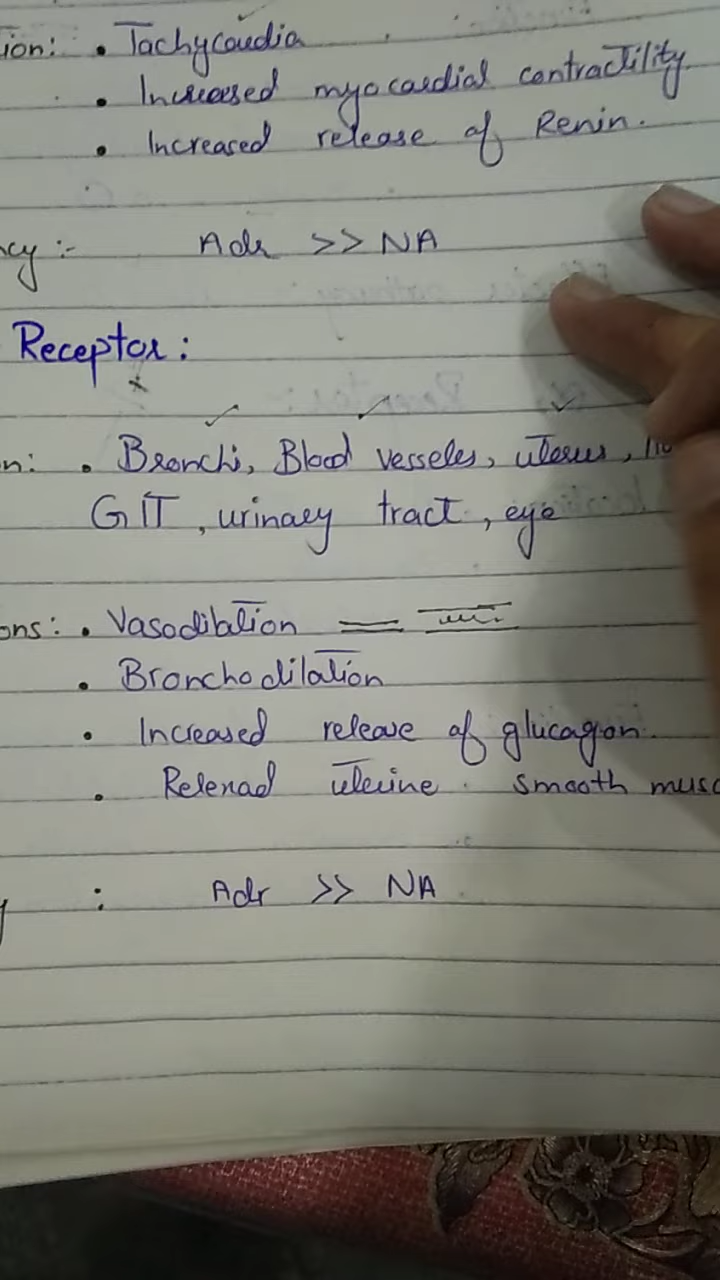 ion: • Tachycardia
• Increased myocardial contractility
• Increased release of Renin.
ncy :- Adr >> NA
Receptor :
n: • Bronchi, Blood vesseles, uterus,
GIT, urinary tract, eye
ons: • Vasodilation
• Bronchodilation
• Increased release of glucagon.
• Relexad uterine smooth musc
: Adr >> NA